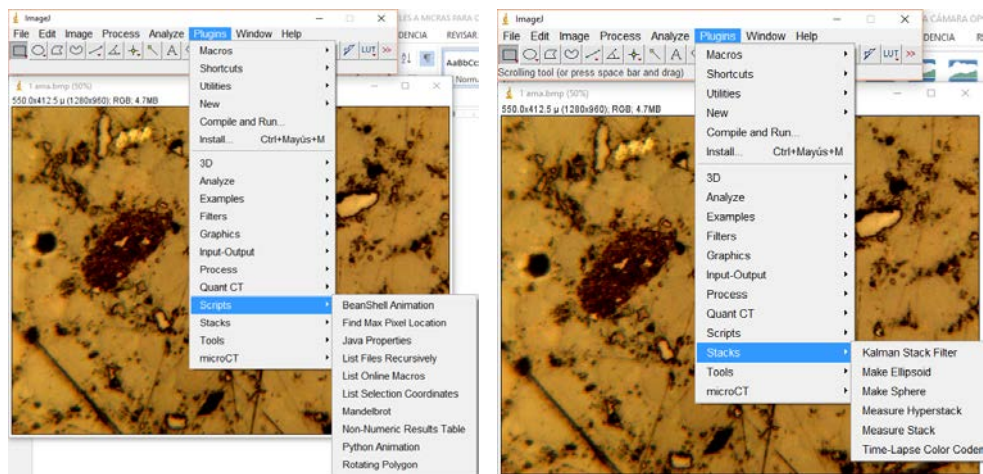 ImageJ
File Edit Image Process Analyze Plugins Window Help
LUT
>>
Macros
Shortcuts
Utilities
New
Compile and Run...
Install... Ctrl+Mayús+M
3D
Analyze
Examples
Filters
Graphics
Input-Output
Process
Quant CT
Scripts
Stacks
Tools
microCT
BeanShell Animation
Find Max Pixel Location
Java Properties
List Files Recursively
List Online Macros
List Selection Coordinates
Mandelbrot
Non-Numeric Results Table
Python Animation
Rotating Polygon
1 ama.bmp (50%)
550.0x412.5 µ (1280x960); RGB; 4.7MB
A MICRAS PARA
REVISAR
AaBbCc
ImageJ
File Edit Image Process Analyze Plugins Window Help
LUT
>>
Scrolling tool (or press space bar and drag)
Macros
Shortcuts
Utilities
New
Compile and Run...
Install... Ctrl+Mayús+M
3D
Analyze
Examples
Filters
Graphics
Input-Output
Process
Quant CT
Scripts
Stacks
Tools
microCT
Kalman Stack Filter
Make Ellipsoid
Make Sphere
Measure Hyperstack
Measure Stack
Time-Lapse Color Coder
1 ama.bmp (50%)
550.0x412.5 µ (1280x960); RGB; 4.7MB
CÁMARA